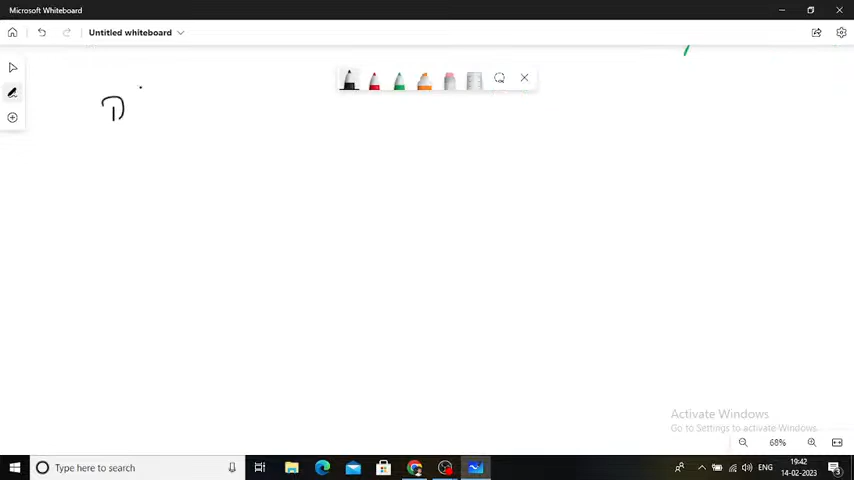 Microsoft Whiteboard
Untitled whiteboard
D
Activate Windows
Go to Settings to activate Windows.
68%
Type here to search
ENG
19:42
14-02-2023
3